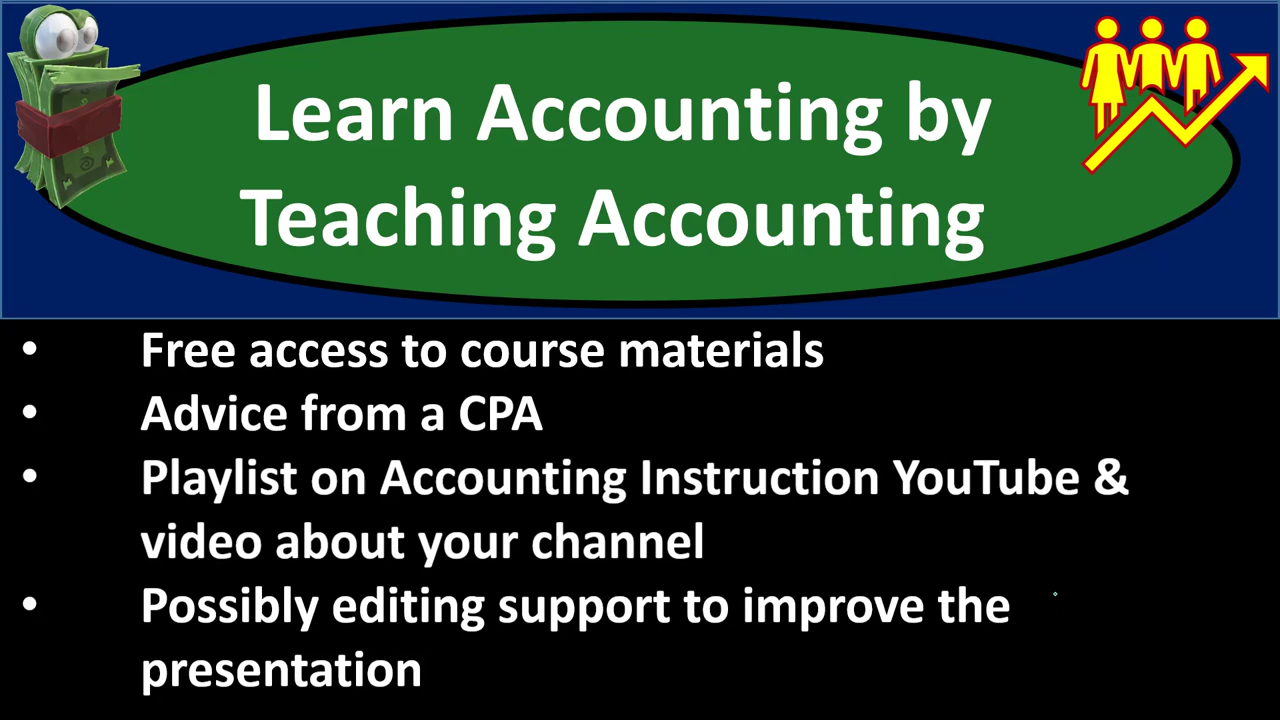 Learn Accounting by
Teaching Accounting
• Free access to course materials
• Advice from a CPA
• Playlist on Accounting Instruction YouTube &
video about your channel
• Possibly editing support to improve the
presentation